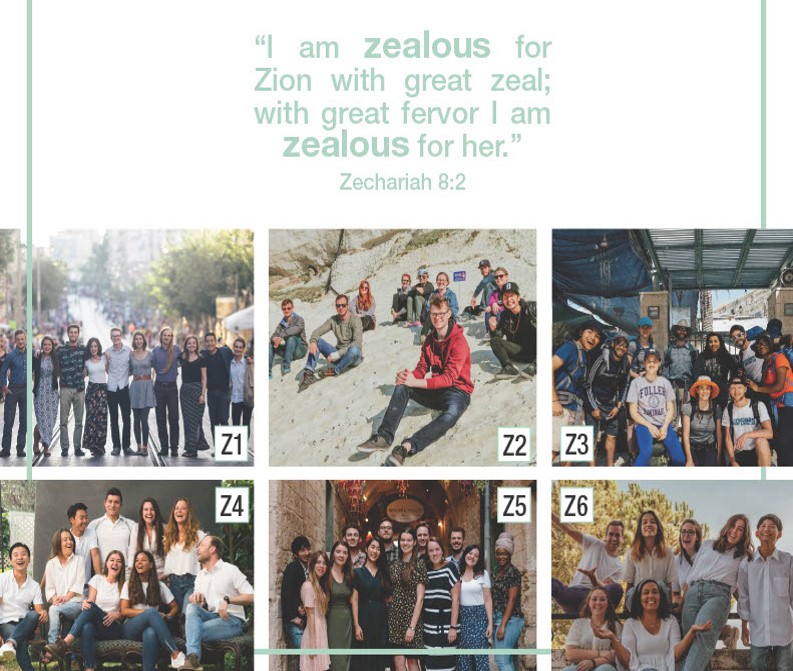 “I am zealous for
Zion with great zeal;
with great fervor I am
zealous for her.”
Zechariah 8:2
Z1
Z2
Z3
FULLER
Z4
Z5
Z6